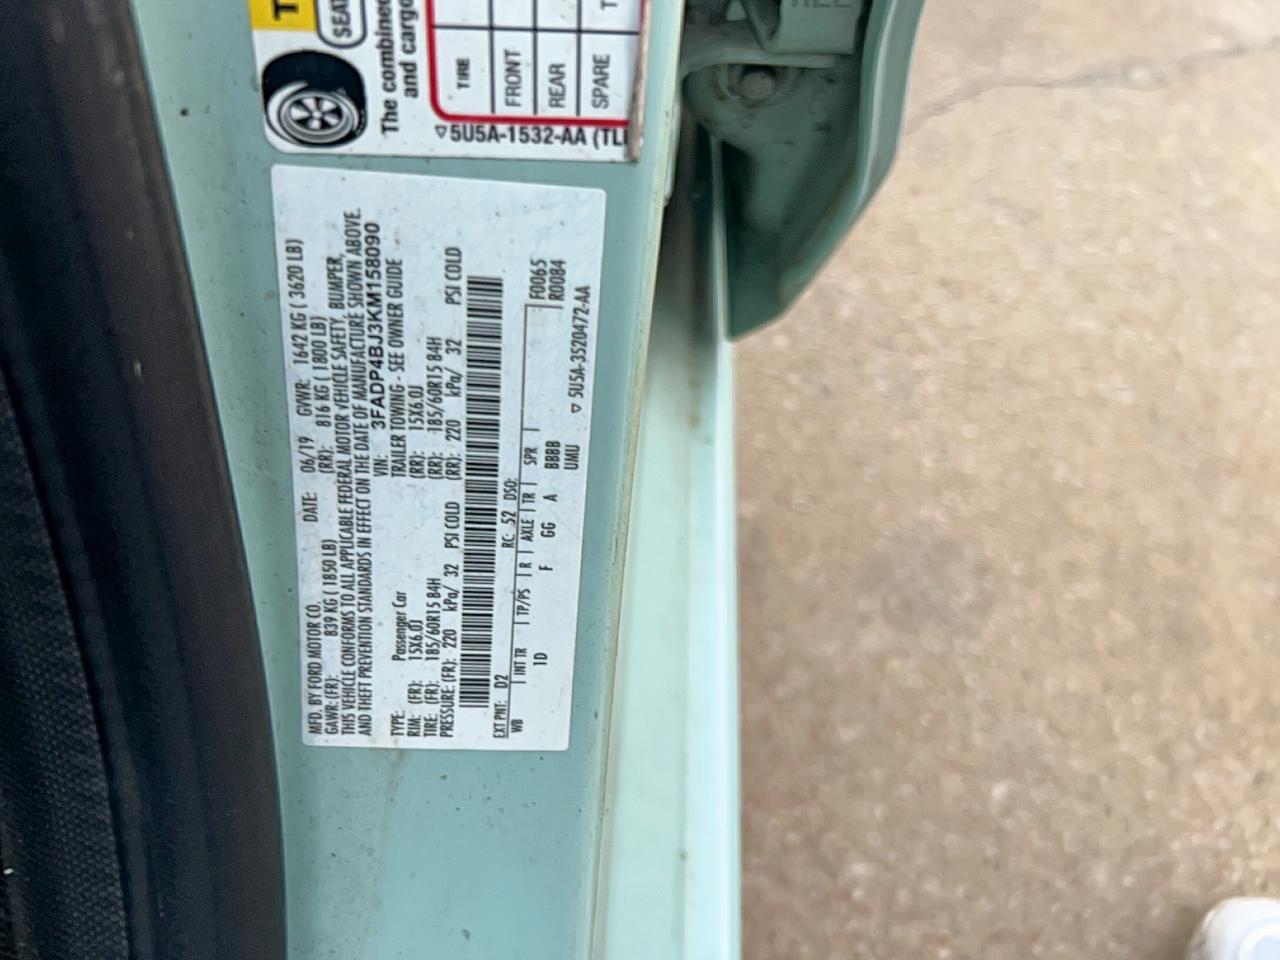 The combined
and cargo
TIRE
FRONT
REAR
SPARE
▽5U5A-1532-AA (TL
MFD. BY FORD MOTOR CO.
DATE: 06/19 GVWR: 1642 KG ( 3620 LB)
GAWR: (FR): 839 KG ( 1850 LB) (RR): 816 KG ( 1800 LB)
THIS VEHICLE CONFORMS TO ALL APPLICABLE FEDERAL MOTOR VEHICLE SAFETY, BUMPER,
AND THEFT PREVENTION STANDARDS IN EFFECT ON THE DATE OF MANUFACTURE SHOWN ABOVE.
VIN: 3FADP4BJ3KM158090
TYPE: Passenger Car TRAILER TOWING - SEE OWNER GUIDE
RIM: (FR): 15X6.0J (RR): 15X6.0J
TIRE: (FR): 185/60R15 84H (RR): 185/60R15 84H
PRESSURE: (FR): 220 kPa/ 32 PSI COLD (RR): 220 kPa/ 32 PSI COLD
EXT PNT: D2 RC: 52 DSO:
WB INT TR TP/PS R AXLE TR SPR F0065
1D F GG A BBBB R0084
UMU
▽ 5U5A-3520472-AA